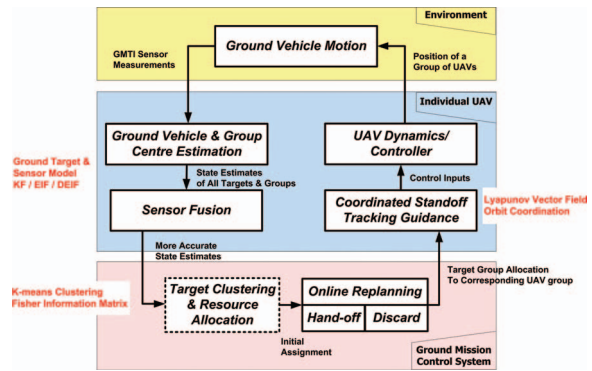 Environment
Ground Vehicle Motion
GMTI Sensor
Measurements
Position of a
Group of UAVs
Individual UAV
Ground Vehicle & Group
Centre Estimation
UAV Dynamics/
Controller
Ground Target &
Sensor Model
KF / EIF / DEIF
State Estimates
of All Targets & Groups
Control Inputs
Sensor Fusion
Coordinated Standoff
Tracking Guidance
Lyapunov Vector Field
Orbit Coordination
More Accurate
State Estimates
Target Group Allocation
To Corresponding UAV group
K-means Clustering
Fisher Information Matrix
Target Clustering
& Resource
Allocation
Online Replanning
Hand-off
Discard
Initial
Assignment
Ground Mission
Control System